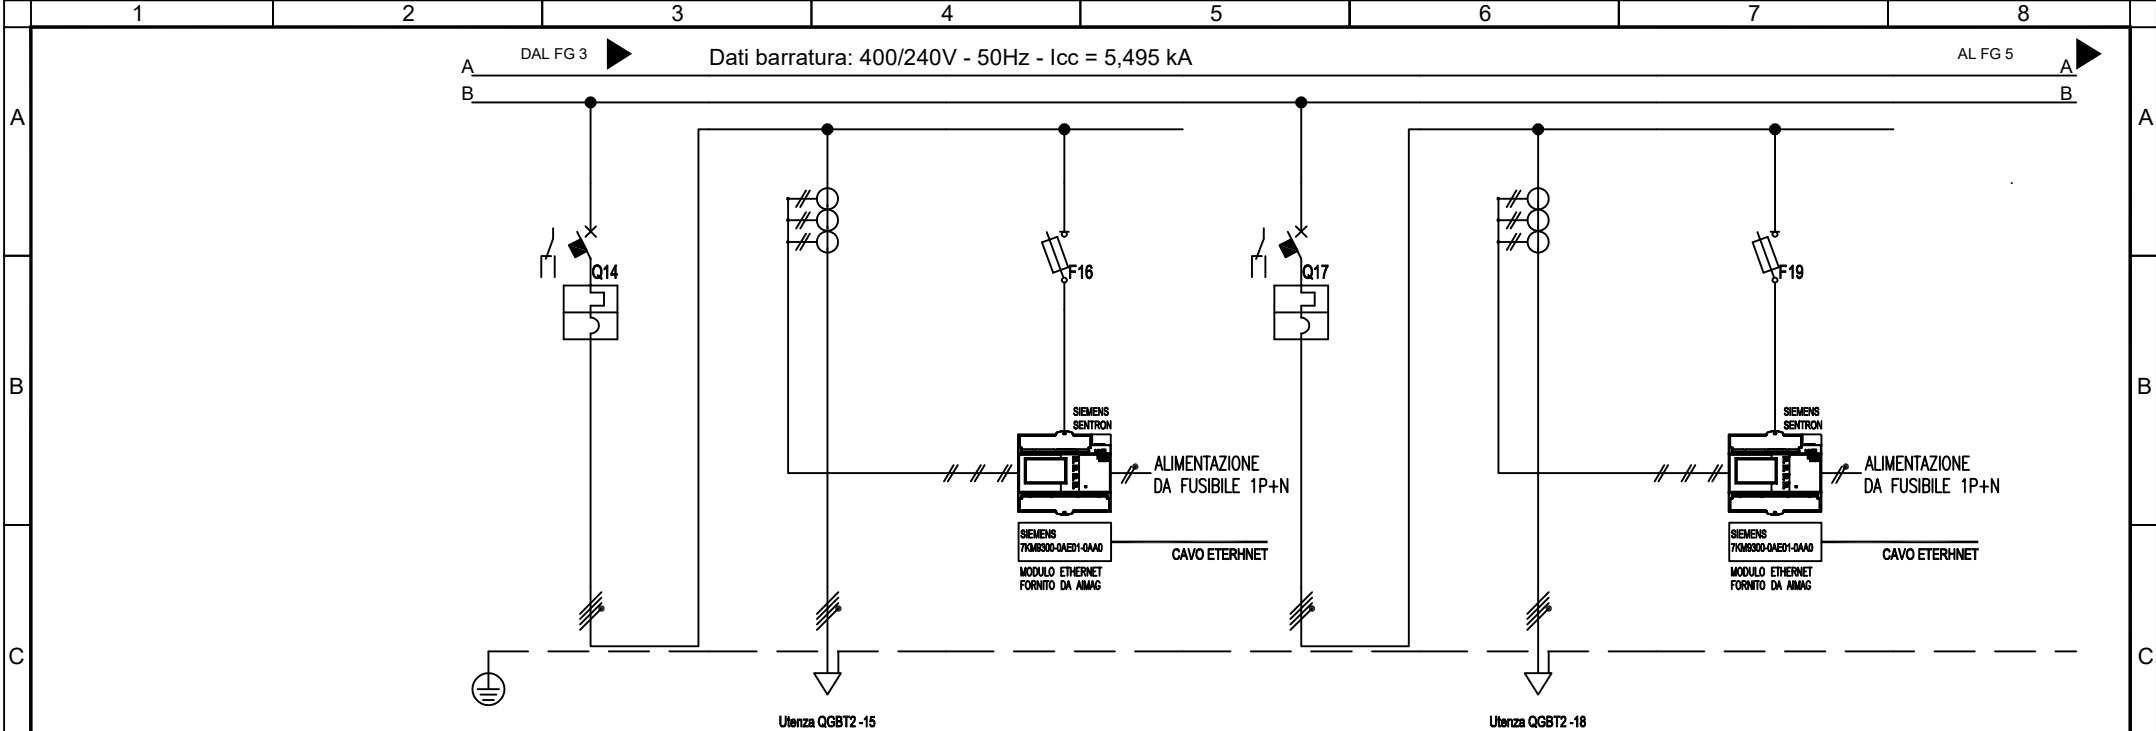 1 2 3 4 5 6 7 8
DAL FG 3 Dati barratura: 400/240V - 50Hz - Icc = 5,495 kA AL FG 5
A A
B B
A A
Q14 F16 Q17 F19
B B
SIEMENS
SENTRON
SIEMENS
SENTRON
ALIMENTAZIONE
DA FUSIBILE 1P+N
ALIMENTAZIONE
DA FUSIBILE 1P+N
SIEMENS
7KM9300-0AE01-0AA0
CAVO ETERHNET
MODULO ETHERNET
FORNITO DA AIMAG
SIEMENS
7KM9300-0AE01-0AA0
CAVO ETERHNET
MODULO ETHERNET
FORNITO DA AIMAG
C C
Utenza QGBT2 -15 Utenza QGBT2 -18